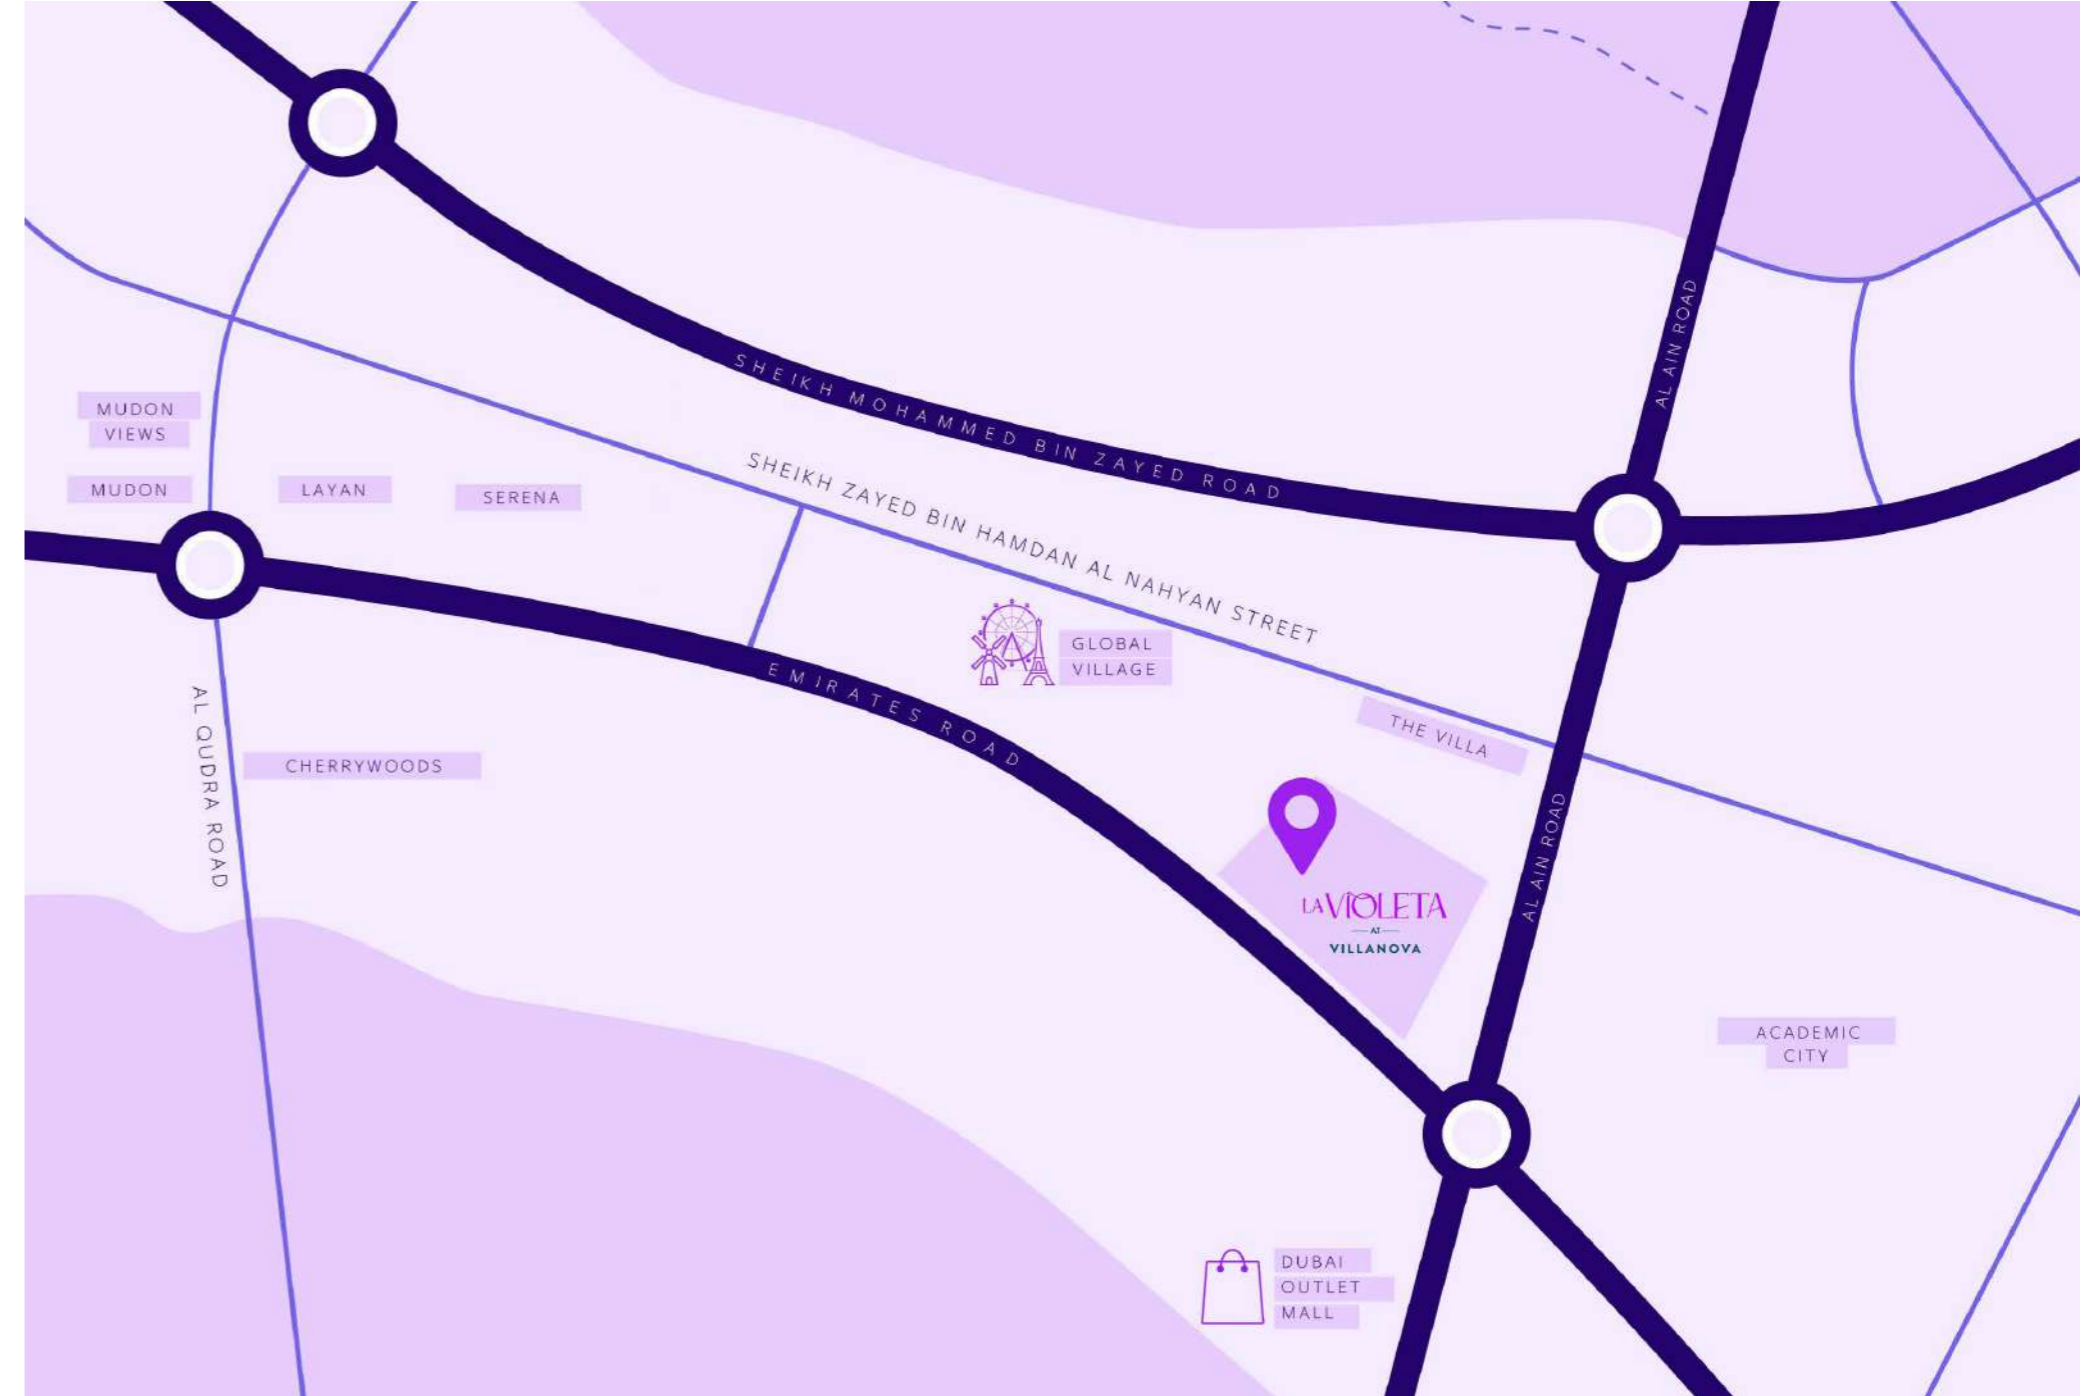 AL AIN ROAD
SHEIKH MOHAMMED BIN ZAYED ROAD
MUDON
VIEWS
MUDON
LAYAN
SERENA
SHEIKH ZAYED BIN HAMDAN AL NAHYAN STREET
GLOBAL
VILLAGE
EMIRATES ROAD
THE VILLA
AL QUDRA ROAD
CHERRYWOODS
AL AIN ROAD
LA VIOLETA
AT
VILLANOVA
ACADEMIC
CITY
DUBAI
OUTLET
MALL